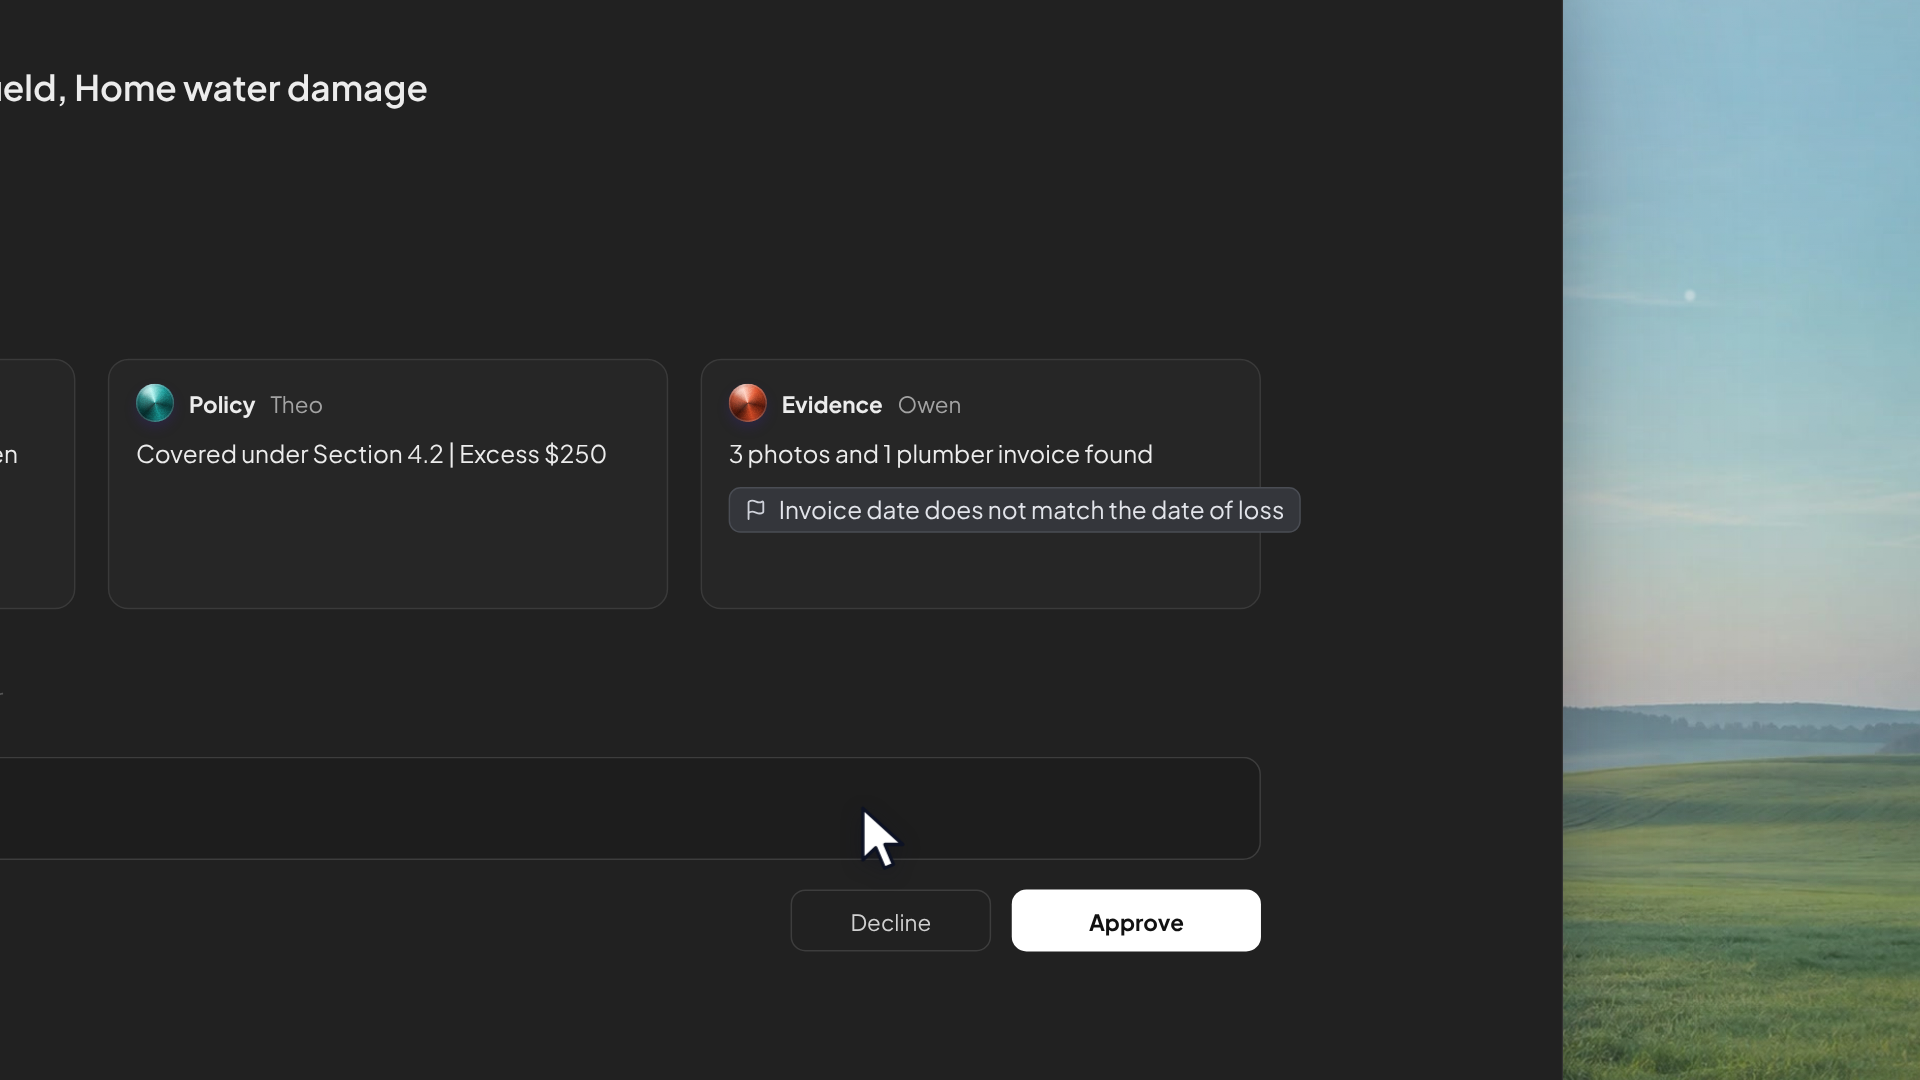 eld, Home water damage
Policy Theo
Covered under Section 4.2 | Excess $250
Evidence Owen
3 photos and 1 plumber invoice found
Invoice date does not match the date of loss
en
Decline
Approve